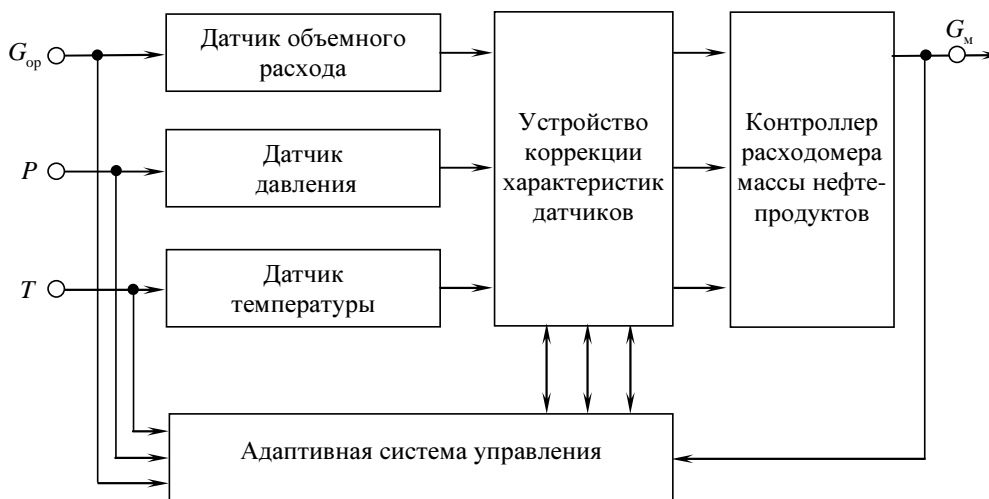 G_ор
Датчик объемного
расхода
P
Датчик
давления
T
Датчик
температуры
Устройство
коррекции
характеристик
датчиков
Контроллер
расходомера
массы нефте-
продуктов
G_м
Адаптивная система управления